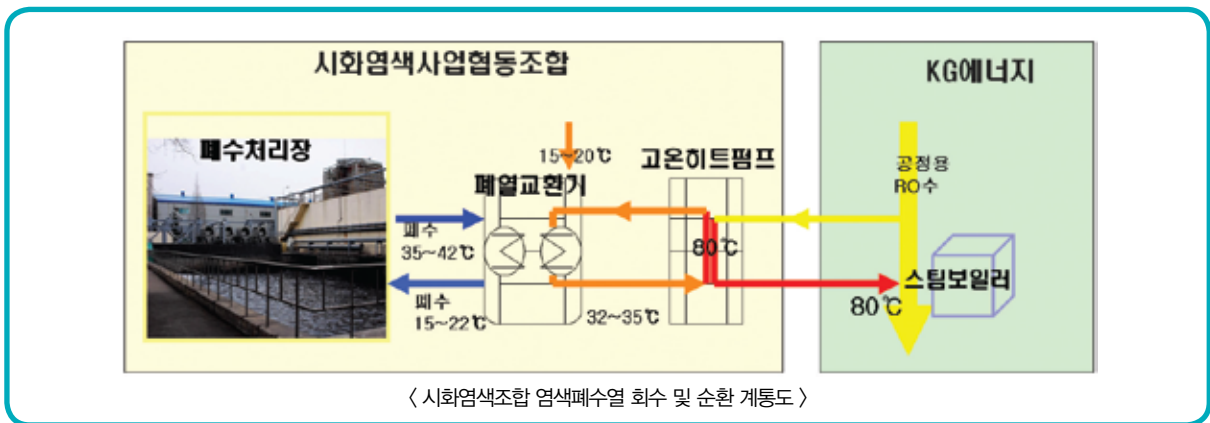 시화염색사업협동조합
폐수처리장
15~20℃
폐열교환기
고온히트펌프
폐수
35~42℃
폐수
15~22℃
32~35℃
80℃
KG에너지
공정용
RO수
스팀보일러
80℃
〈 시화염색조합 염색폐수열 회수 및 순환 계통도 〉